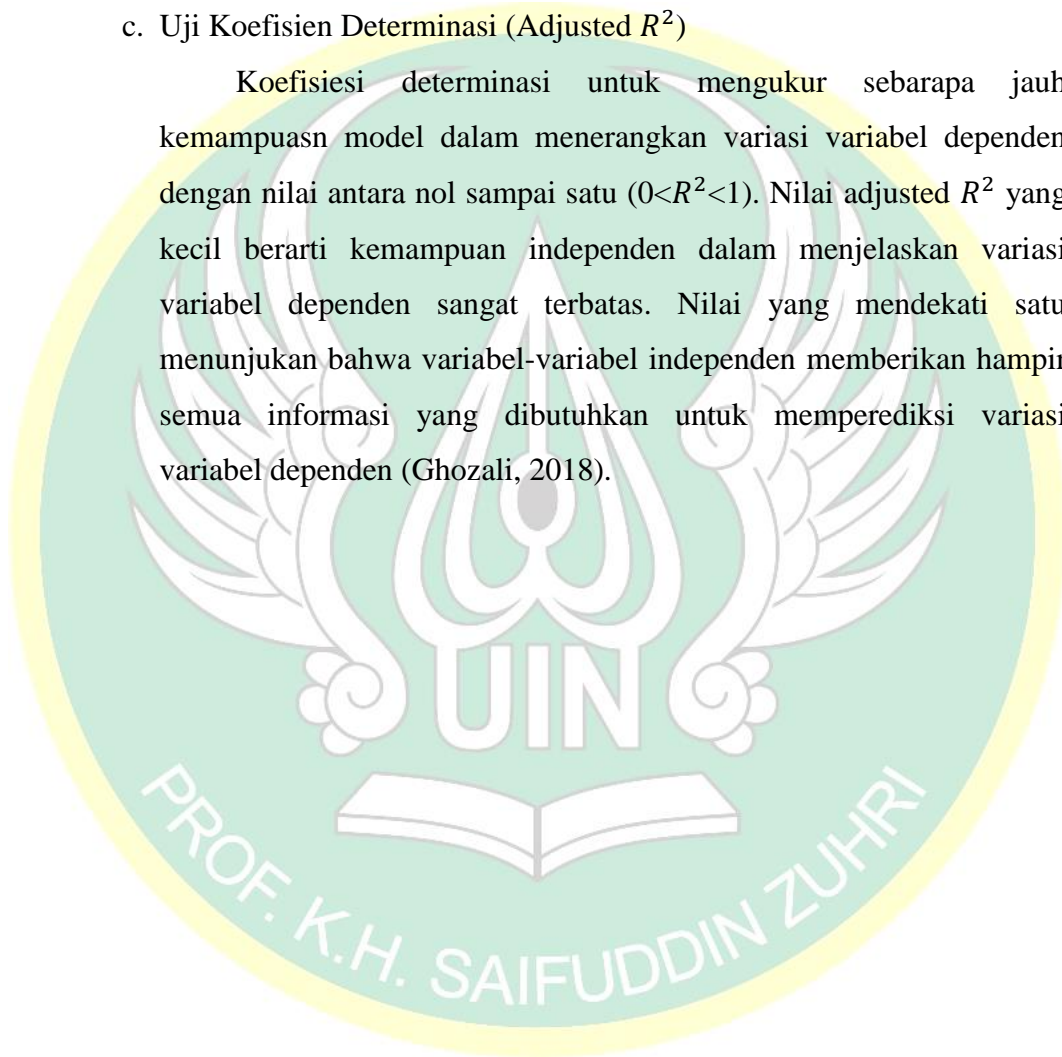 c. Uji Koefisien Determinasi (Adjusted R²)
Koefisiesi determinasi untuk mengukur sebarapa jauh
kemampuasn model dalam menerangkan variasi variabel dependen
dengan nilai antara nol sampai satu (0<R²<1). Nilai adjusted R² yang
kecil berarti kemampuan independen dalam menjelaskan variasi
variabel dependen sangat terbatas. Nilai yang mendekati satu
menunjukan bahwa variabel-variabel independen memberikan hampir
semua informasi yang dibutuhkan untuk memperediksi variasi
variabel dependen (Ghozali, 2018).
UIN
PROF. K.H. SAIFUDDIN ZUHRI